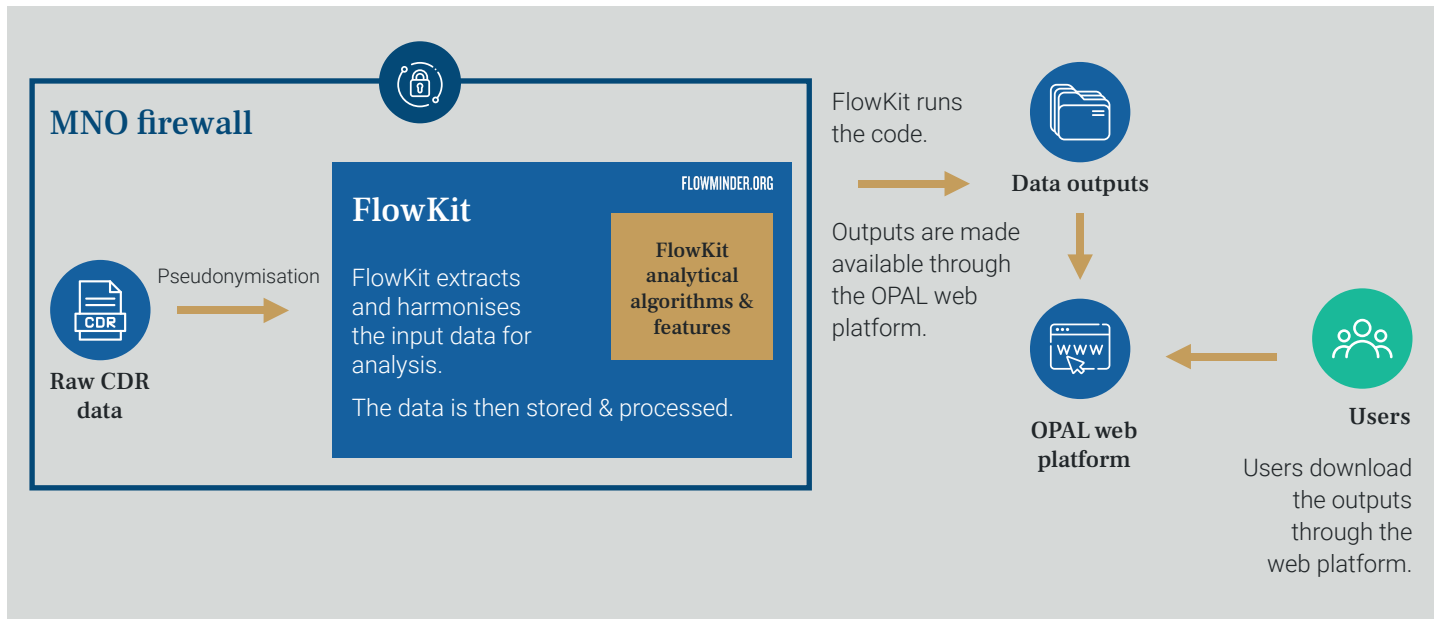 MNO firewall
CDR
Raw CDR
data
Pseudonymisation
FLOWMINDER.ORG
FlowKit
FlowKit extracts
and harmonises
the input data for
analysis.
The data is then stored & processed.
FlowKit
analytical
algorithms &
features
FlowKit runs
the code.
Outputs are made
available through
the OPAL web
platform.
Data outputs
WWW
OPAL web
platform
Users
Users download
the outputs
through the
web platform.